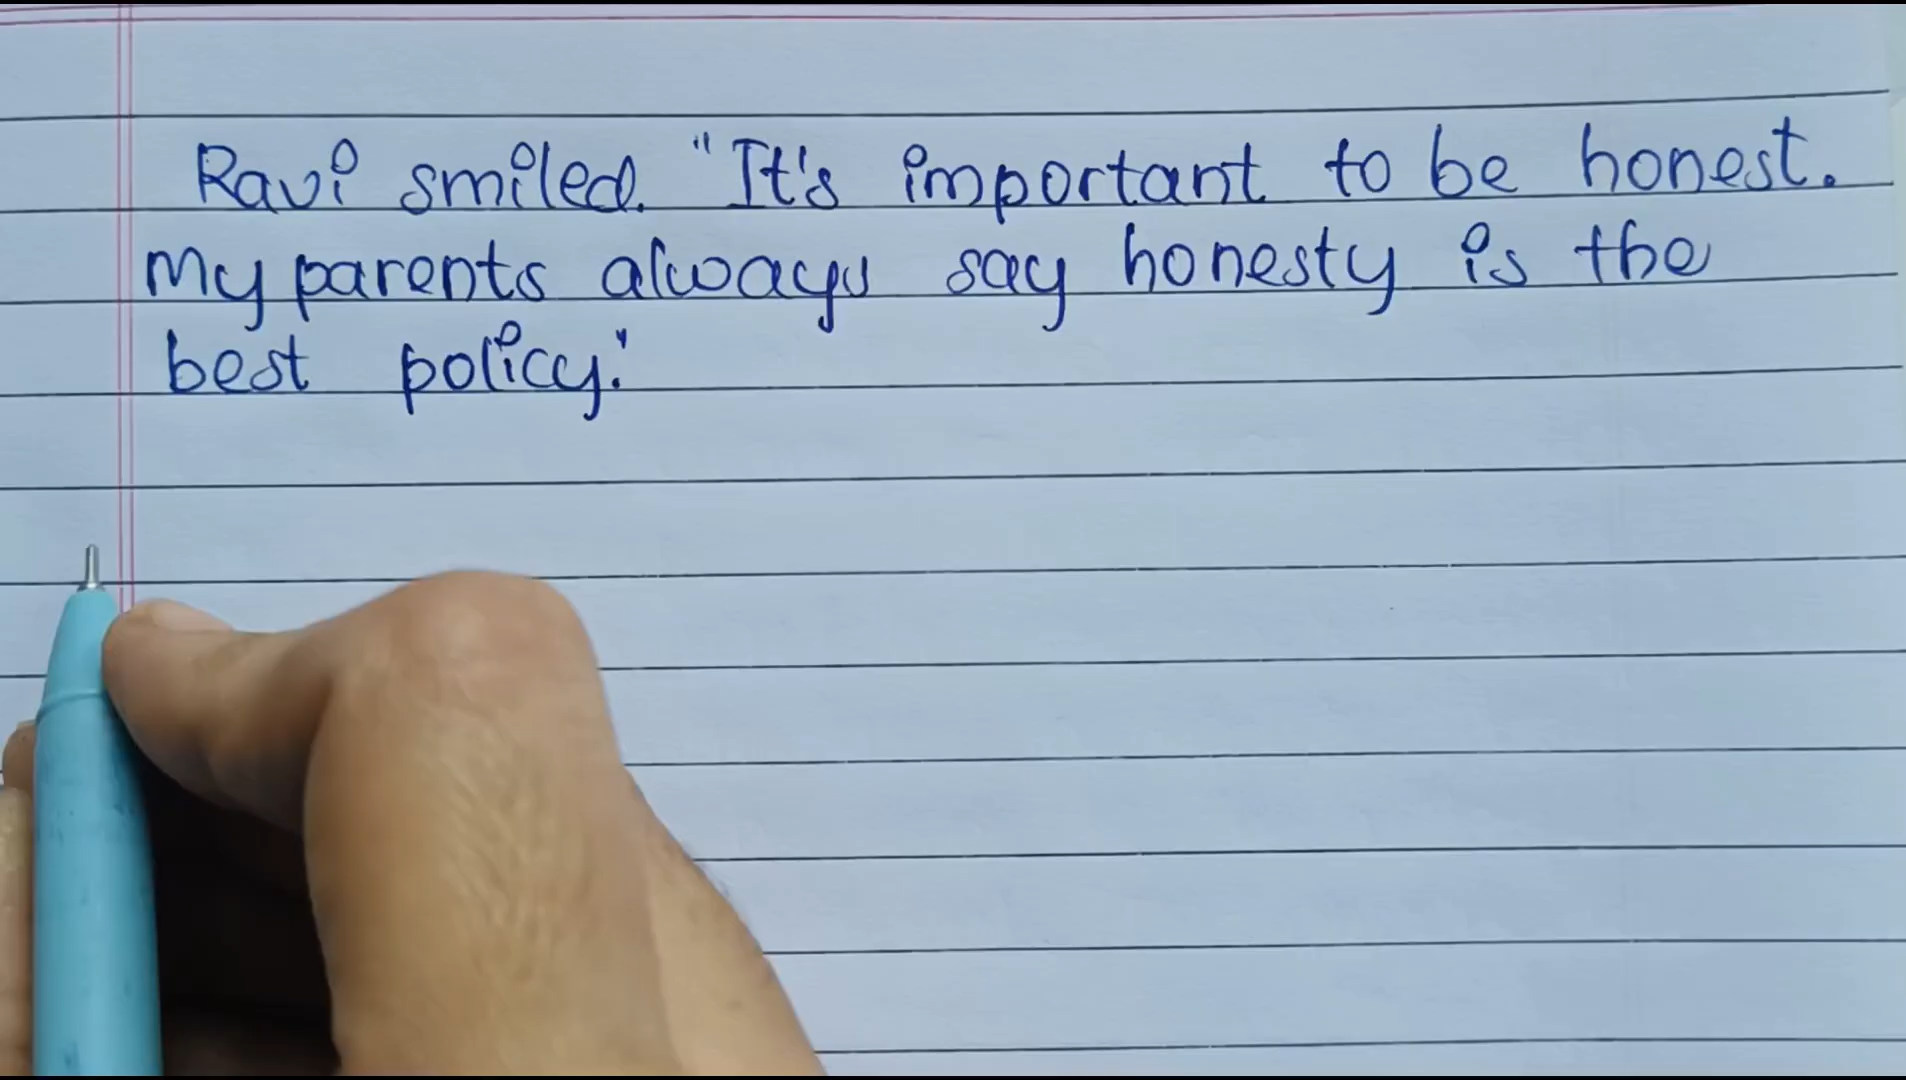 Ravi smiled. "It's important to be honest.
My parents always say honesty is the
best policy."